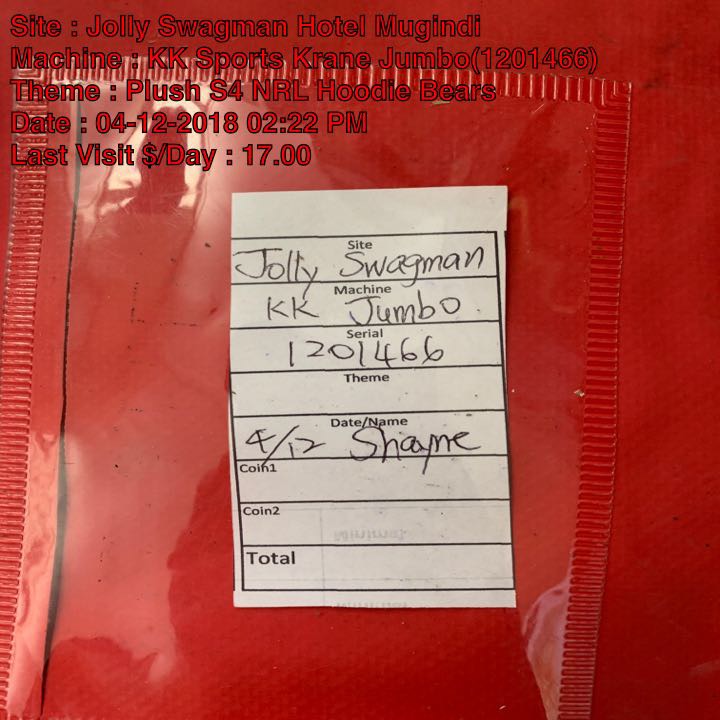 Site : Jolly Swagman Hotel Mugindi
Machine : KK Sports Krane Jumbo(1201466)
Theme : Plush S4 NRL Hoodie Bears
Date : 04-12-2018 02:22 PM
Last Visit $/Day : 17.00
Site
Jolly Swagman
Machine
KK Jumbo
Serial
1201466
Theme
Date/Name
4/12 Shayne
Coin1
Coin2
Total